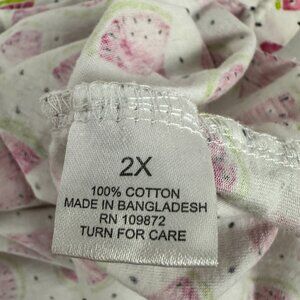 2X
100% COTTON
MADE IN BANGLADESH
RN 109872
TURN FOR CARE